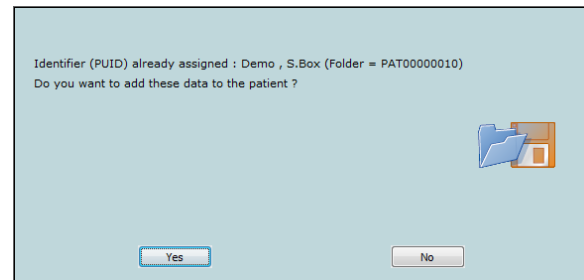 Identifier (PUID) already assigned : Demo , S.Box (Folder = PAT00000010)
Do you want to add these data to the patient ?
Yes
No